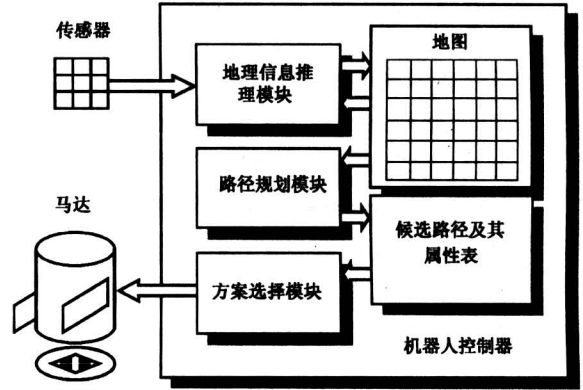 传感器
地理信息推
理模块
地图
路径规划模块
马达
候选路径及其
属性表
方案选择模块
机器人控制器